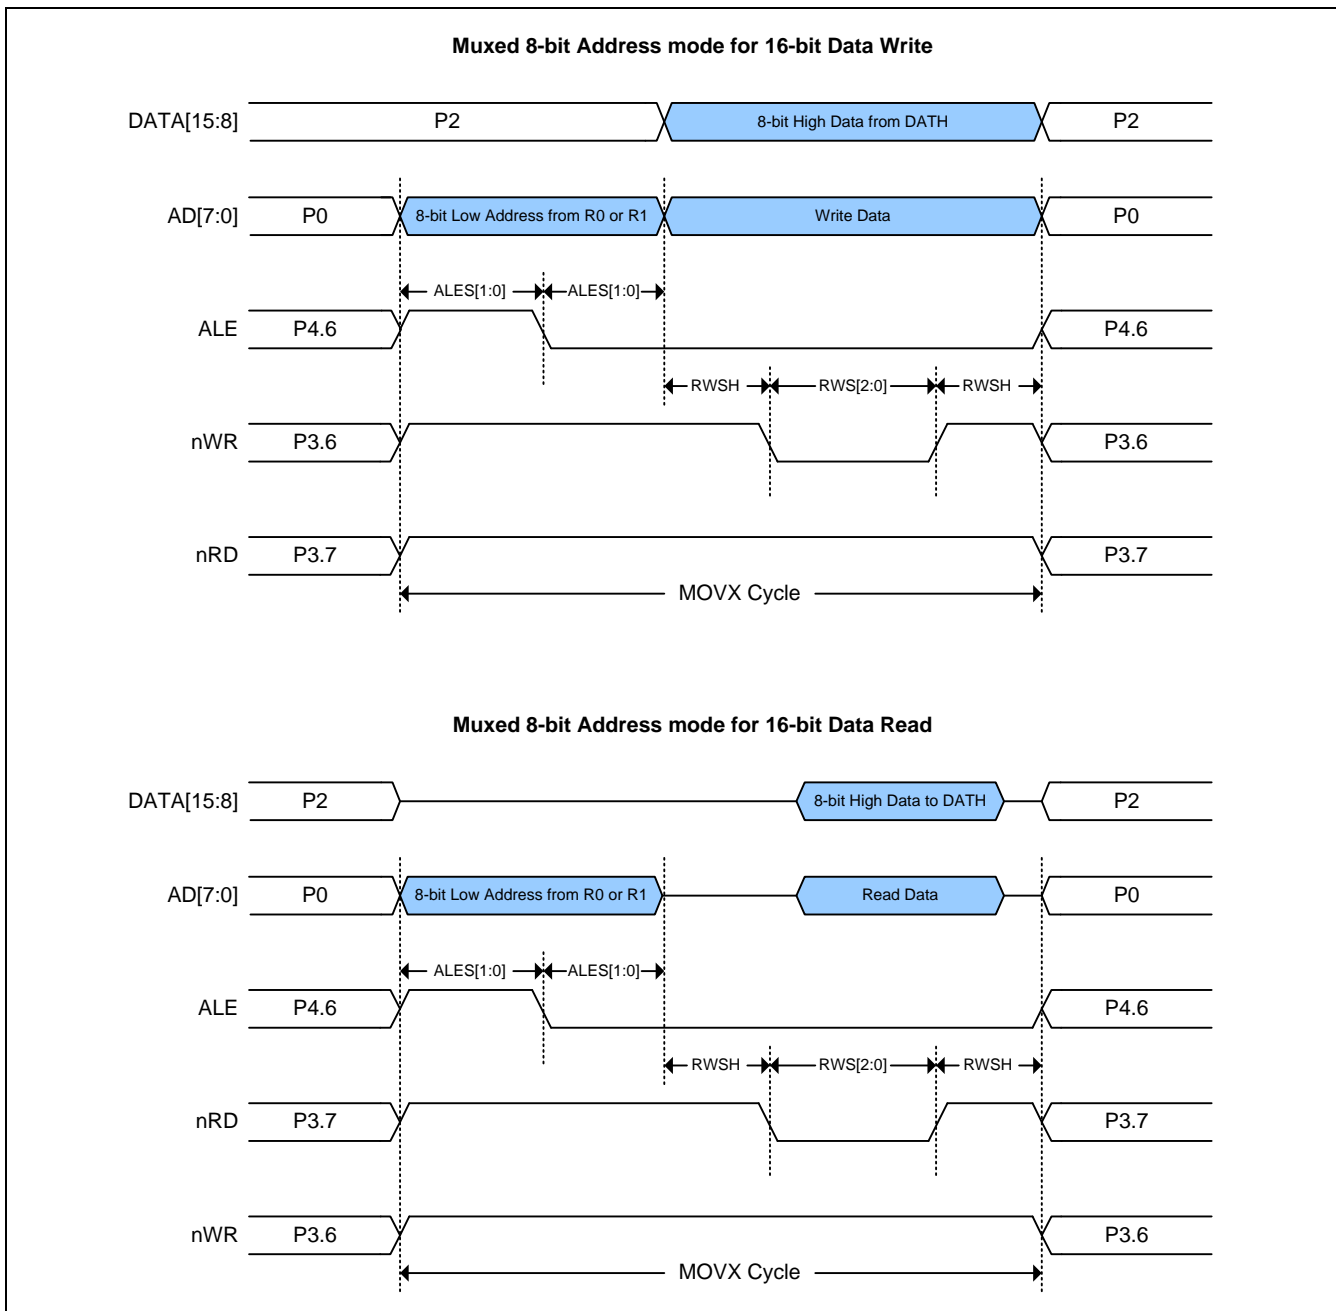 Muxed 8-bit Address mode for 16-bit Data Write
DATA[15:8] P2 8-bit High Data from DATH P2
AD[7:0] P0 8-bit Low Address from R0 or R1 Write Data P0
ALES[1:0] ALES[1:0]
ALE P4.6 P4.6
RWSH RWS[2:0] RWSH
nWR P3.6 P3.6
nRD P3.7 P3.7
MOVX Cycle
Muxed 8-bit Address mode for 16-bit Data Read
DATA[15:8] P2 8-bit High Data to DATH P2
AD[7:0] P0 8-bit Low Address from R0 or R1 Read Data P0
ALES[1:0] ALES[1:0]
ALE P4.6 P4.6
RWSH RWS[2:0] RWSH
nRD P3.7 P3.7
nWR P3.6 P3.6
MOVX Cycle